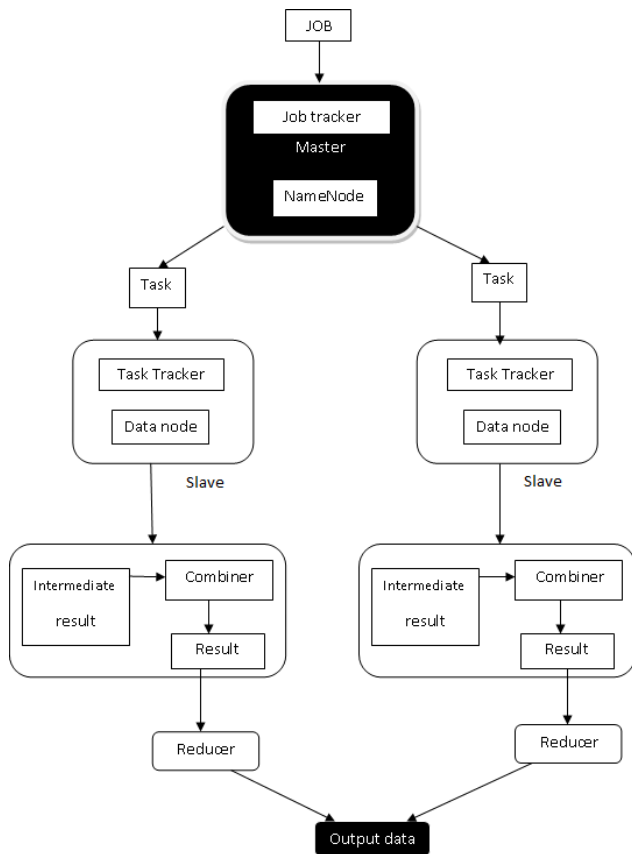 JOB
Job tracker
Master
NameNode
Task
Task
Task Tracker
Data node
Slave
Task Tracker
Data node
Slave
Intermediate
result
Combiner
Result
Intermediate
result
Combiner
Result
Reducer
Reducer
Output data